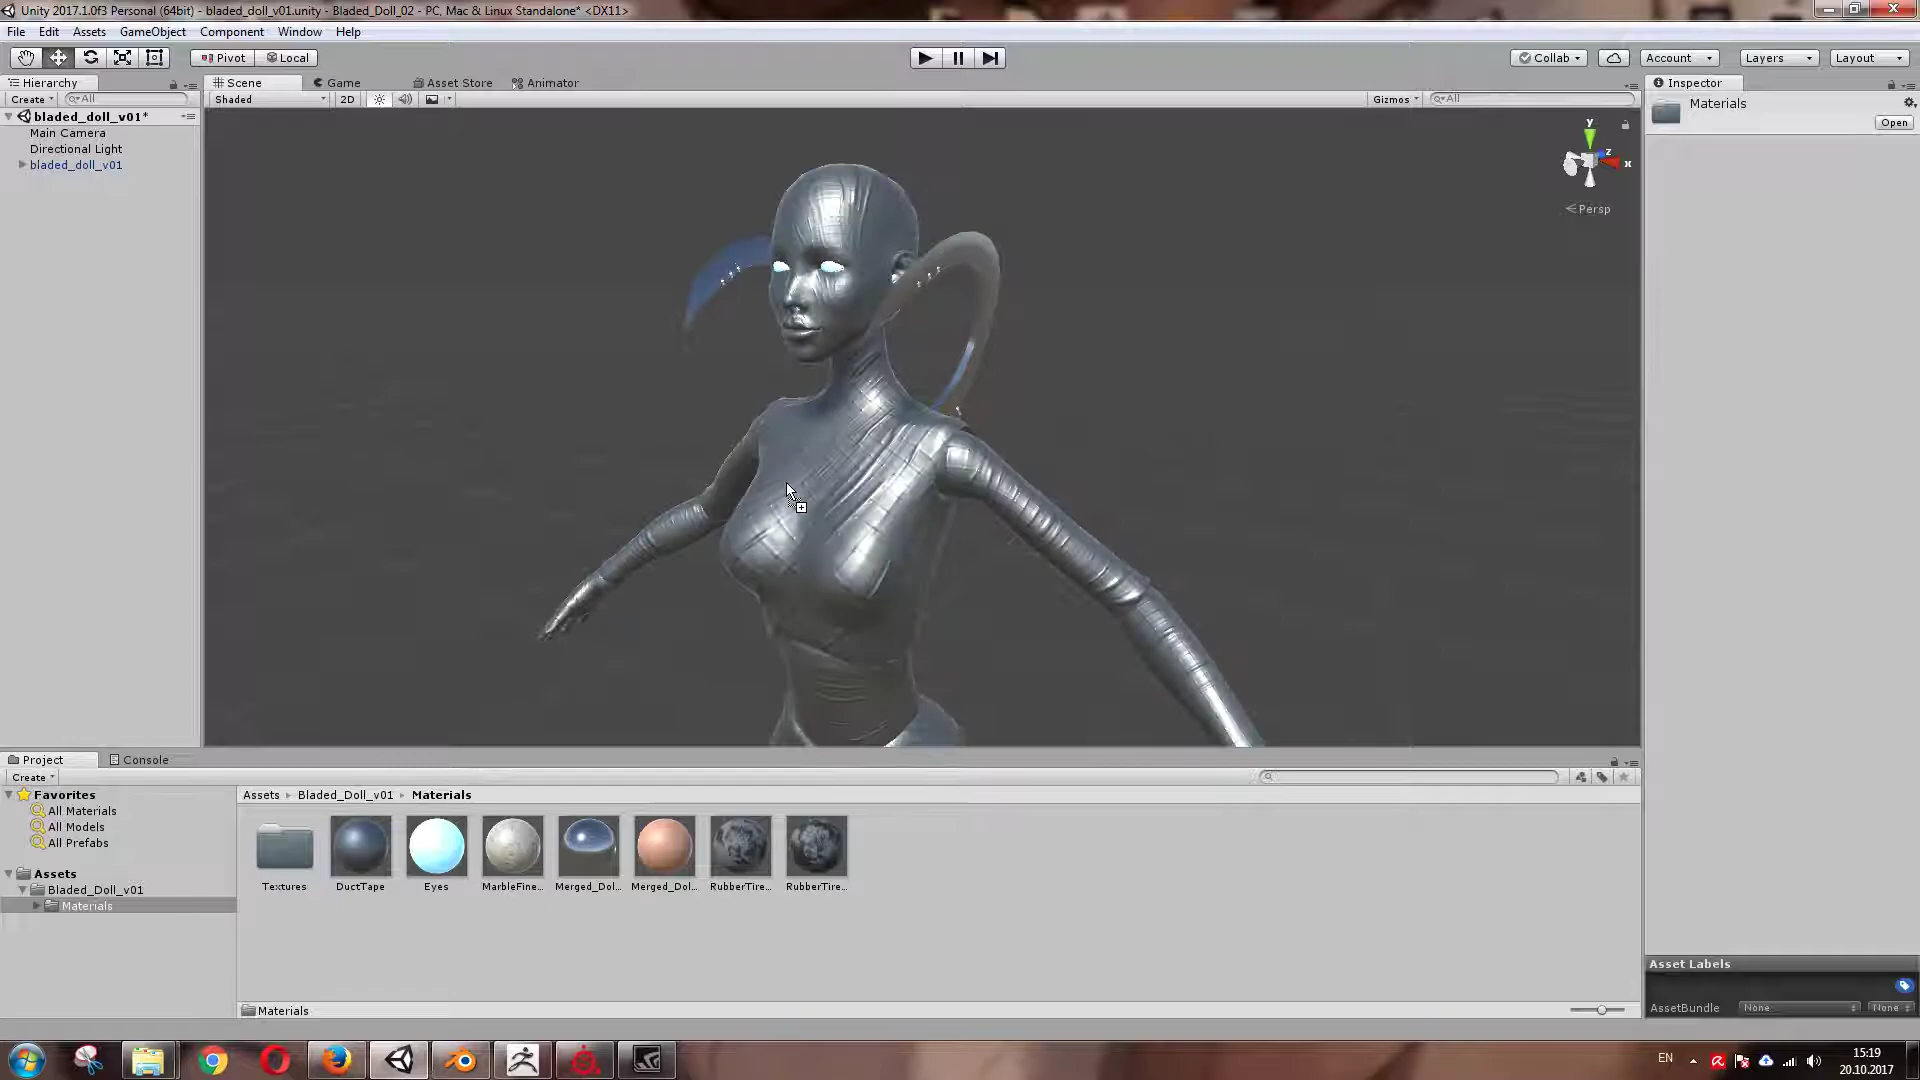 Unity 2017.1.0f3 Personal (64bit) - bladed_doll_v01.unity - Bladed_Doll_02 - PC, Mac & Linux Standalone* <DX11>
File Edit Assets GameObject Component Window Help
Pivot Local Collab Account Layers Layout
Hierarchy Scene Game Asset Store Animator Inspector
Create All Shaded 2D Gizmos All Materials
Open
bladed_doll_v01*
Main Camera
Directional Light
bladed_doll_v01
y
z
x
Persp
Project Console
Create
Favorites Assets Bladed_Doll_v01 Materials
All Materials
All Models
All Prefabs
Assets
Bladed_Doll_v01
Materials
Textures DuctTape Eyes MarbleFine... Merged_Dol... Merged_Dol... RubberTire... RubberTire...
Asset Labels
AssetBundle None None
Materials
EN 15:19
20.10.2017